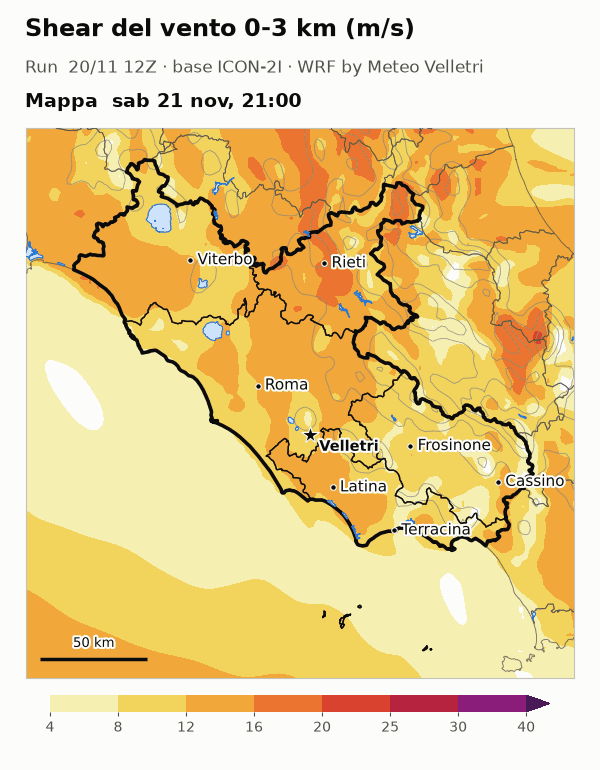 Shear del vento 0-3 km (m/s)
Run  20/11 12Z · base ICON-2I · WRF by Meteo Velletri
Mappa  sab 21 nov, 21:00
Viterbo
Rieti
Roma
Velletri
Frosinone
Cassino
Latina
Terracina
50 km
4 8 12 16 20 25 30 40